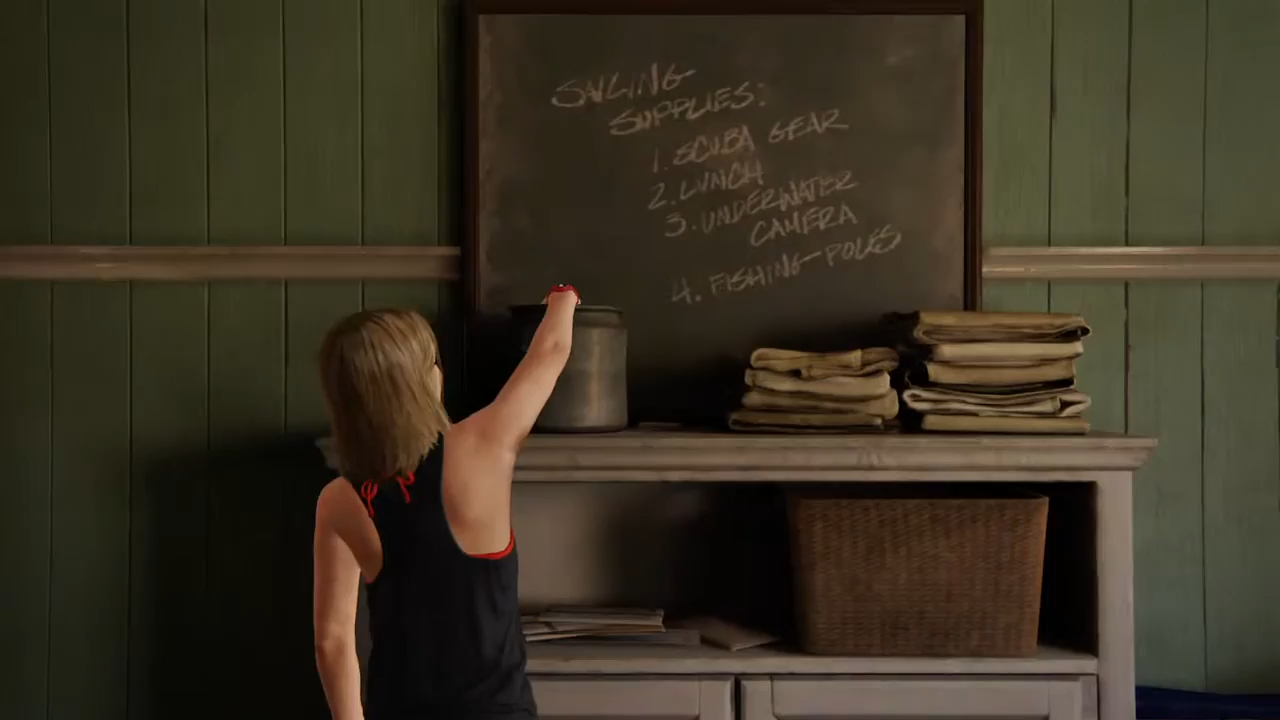 SAILING
SUPPLIES:
1. SCUBA GEAR
2. LUNCH
3. UNDERWATER
CAMERA
4. FISHING POLES